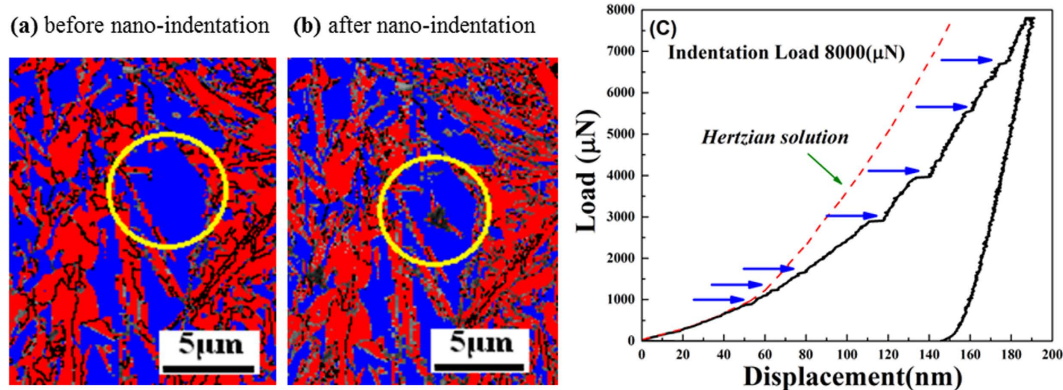 (a) before nano-indentation
(b) after nano-indentation
5μm
5μm
(C)
Indentation Load 8000(μN)
Hertzian solution
Load (μN)
8000
7000
6000
5000
4000
3000
2000
1000
0
0 20 40 60 80 100 120 140 160 180 200
Displacement(nm)